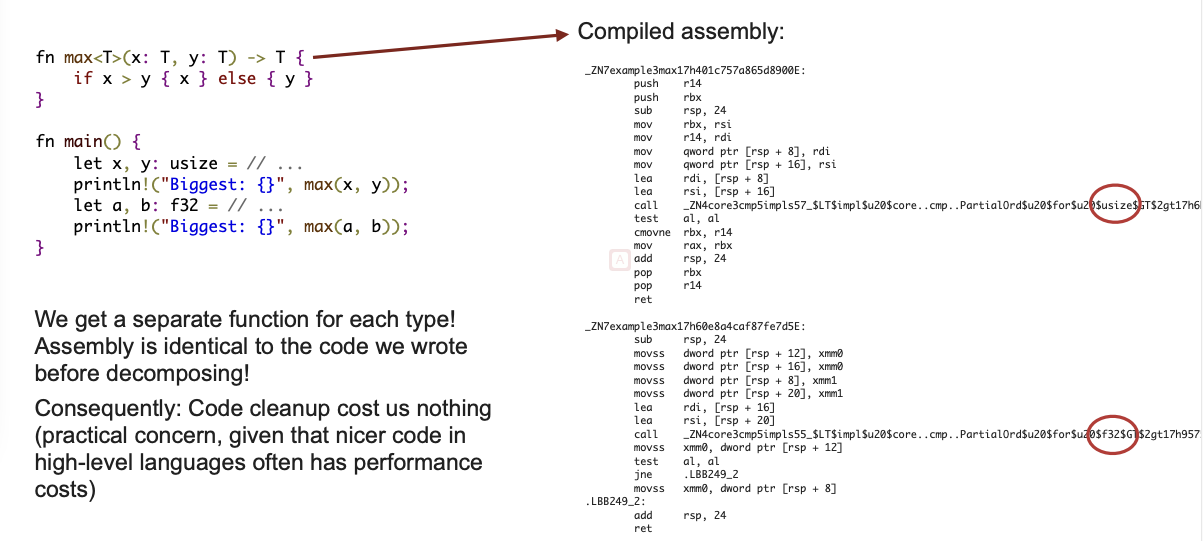 fn max<T>(x: T, y: T) -> T {
if x > y { x } else { y }
}
fn main() {
let x, y: usize = // ...
println!("Biggest: {}", max(x, y));
let a, b: f32 = // ...
println!("Biggest: {}", max(a, b));
}
We get a separate function for each type!
Assembly is identical to the code we wrote
before decomposing!
Consequently: Code cleanup cost us nothing
(practical concern, given that nicer code in
high-level languages often has performance
costs)
Compiled assembly:
_ZN7example3max17h401c757a865d8900E:
push r14
push rbx
sub rsp, 24
mov rbx, rsi
mov r14, rdi
mov qword ptr [rsp + 8], rdi
mov qword ptr [rsp + 16], rsi
lea rdi, [rsp + 8]
lea rsi, [rsp + 16]
call _ZN4core3cmp5impls57_$LT$impl$u20$core..cmp..PartialOrd$u20$for$u20$usize$GT$2gt17h6
test al, al
cmovne rbx, r14
mov rax, rbx
A
add rsp, 24
pop rbx
pop r14
ret
_ZN7example3max17h60e8a4caf87fe7d5E:
sub rsp, 24
movss dword ptr [rsp + 12], xmm0
movss dword ptr [rsp + 16], xmm0
movss dword ptr [rsp + 8], xmm1
movss dword ptr [rsp + 20], xmm1
lea rdi, [rsp + 16]
lea rsi, [rsp + 20]
call _ZN4core3cmp5impls55_$LT$impl$u20$core..cmp..PartialOrd$u20$for$u20$f32$GT$2gt17h957
movss xmm0, dword ptr [rsp + 12]
test al, al
jne .LBB249_2
movss xmm0, dword ptr [rsp + 8]
.LBB249_2:
add rsp, 24
ret